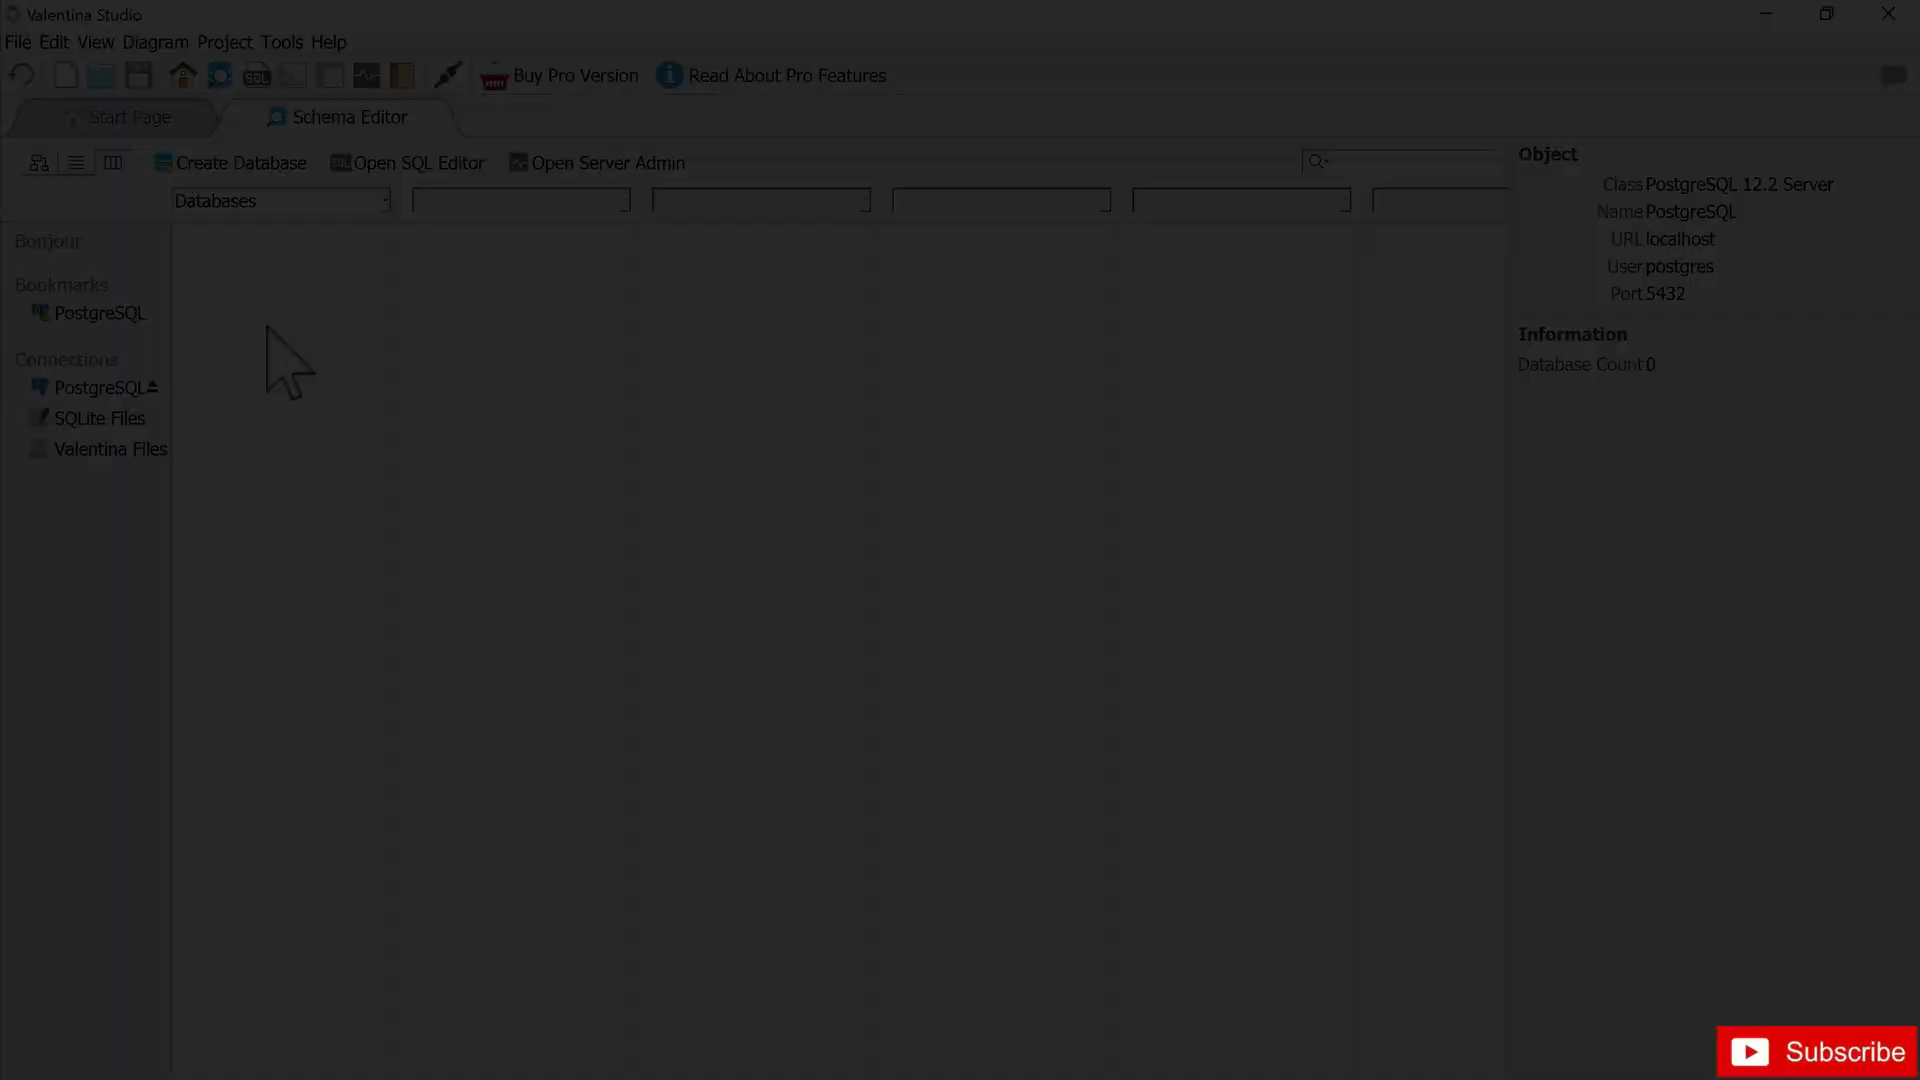 Valentina Studio
File Edit View Diagram Project Tools Help
SQL Buy Pro Version Read About Pro Features
Start Page Schema Editor
Create Database SQL Open SQL Editor Open Server Admin
Databases
Bonjour
Bookmarks
PostgreSQL
Connections
PostgreSQL
SQLite Files
Valentina Files
Object
Class PostgreSQL 12.2 Server
Name PostgreSQL
URL localhost
User postgres
Port 5432
Information
Database Count 0
Subscribe